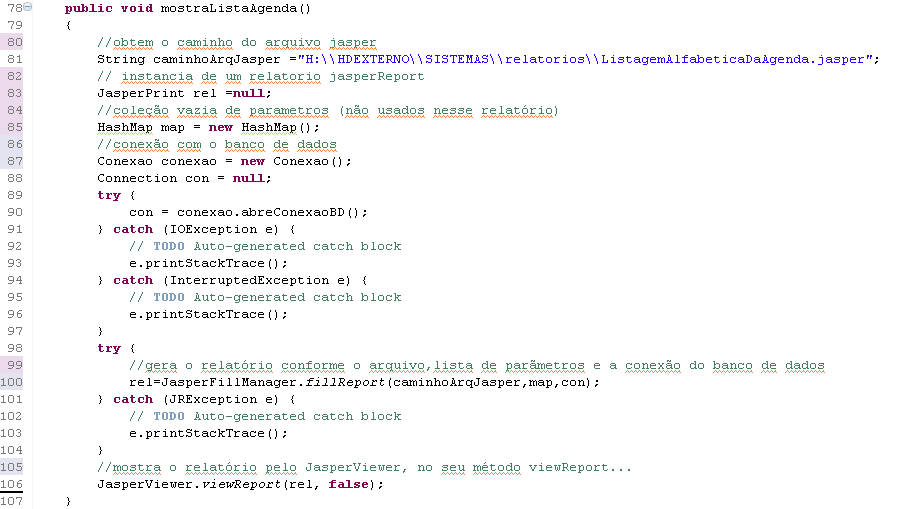 78 public void mostraListaAgenda()
79 {
80 //obtem o caminho do arquivo jasper
81 String caminhoArqJasper ="H:\\HDEXTERNO\\SISTEMAS\\relatorios\\ListagemAlfabeticaDaAgenda.jasper";
82 // instancia de um relatorio jasperReport
83 JasperPrint rel =null;
84 //coleção vazia de parametros (não usados nesse relatório)
85 HashMap map = new HashMap();
86 //conexão com o banco de dados
87 Conexao conexao = new Conexao();
88 Connection con = null;
89 try {
90 con = conexao.abreConexaoBD();
91 } catch (IOException e) {
92 // TODO Auto-generated catch block
93 e.printStackTrace();
94 } catch (InterruptedException e) {
95 // TODO Auto-generated catch block
96 e.printStackTrace();
97 }
98 try {
99 //gera o relatório conforme o arquivo,lista de parãmetros e a conexão do banco de dados
100 rel=JasperFillManager.fillReport(caminhoArqJasper,map,con);
101 } catch (JRException e) {
102 // TODO Auto-generated catch block
103 e.printStackTrace();
104 }
105 //mostra o relatório pelo JasperViewer, no seu método viewReport...
106 JasperViewer.viewReport(rel, false);
107 }